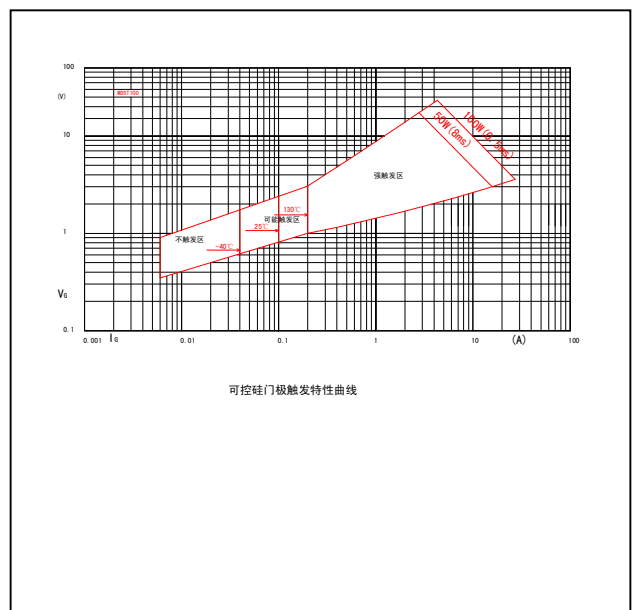 100
(V)
MDST100
10
50W(8ms)
100W(0.5ms)
强触发区
130℃
可能触发区
25℃
不触发区
1
-40℃
VG
0.1
0.001
IG
0.01
0.1
1
10
(A)
100
可控硅门极触发特性曲线